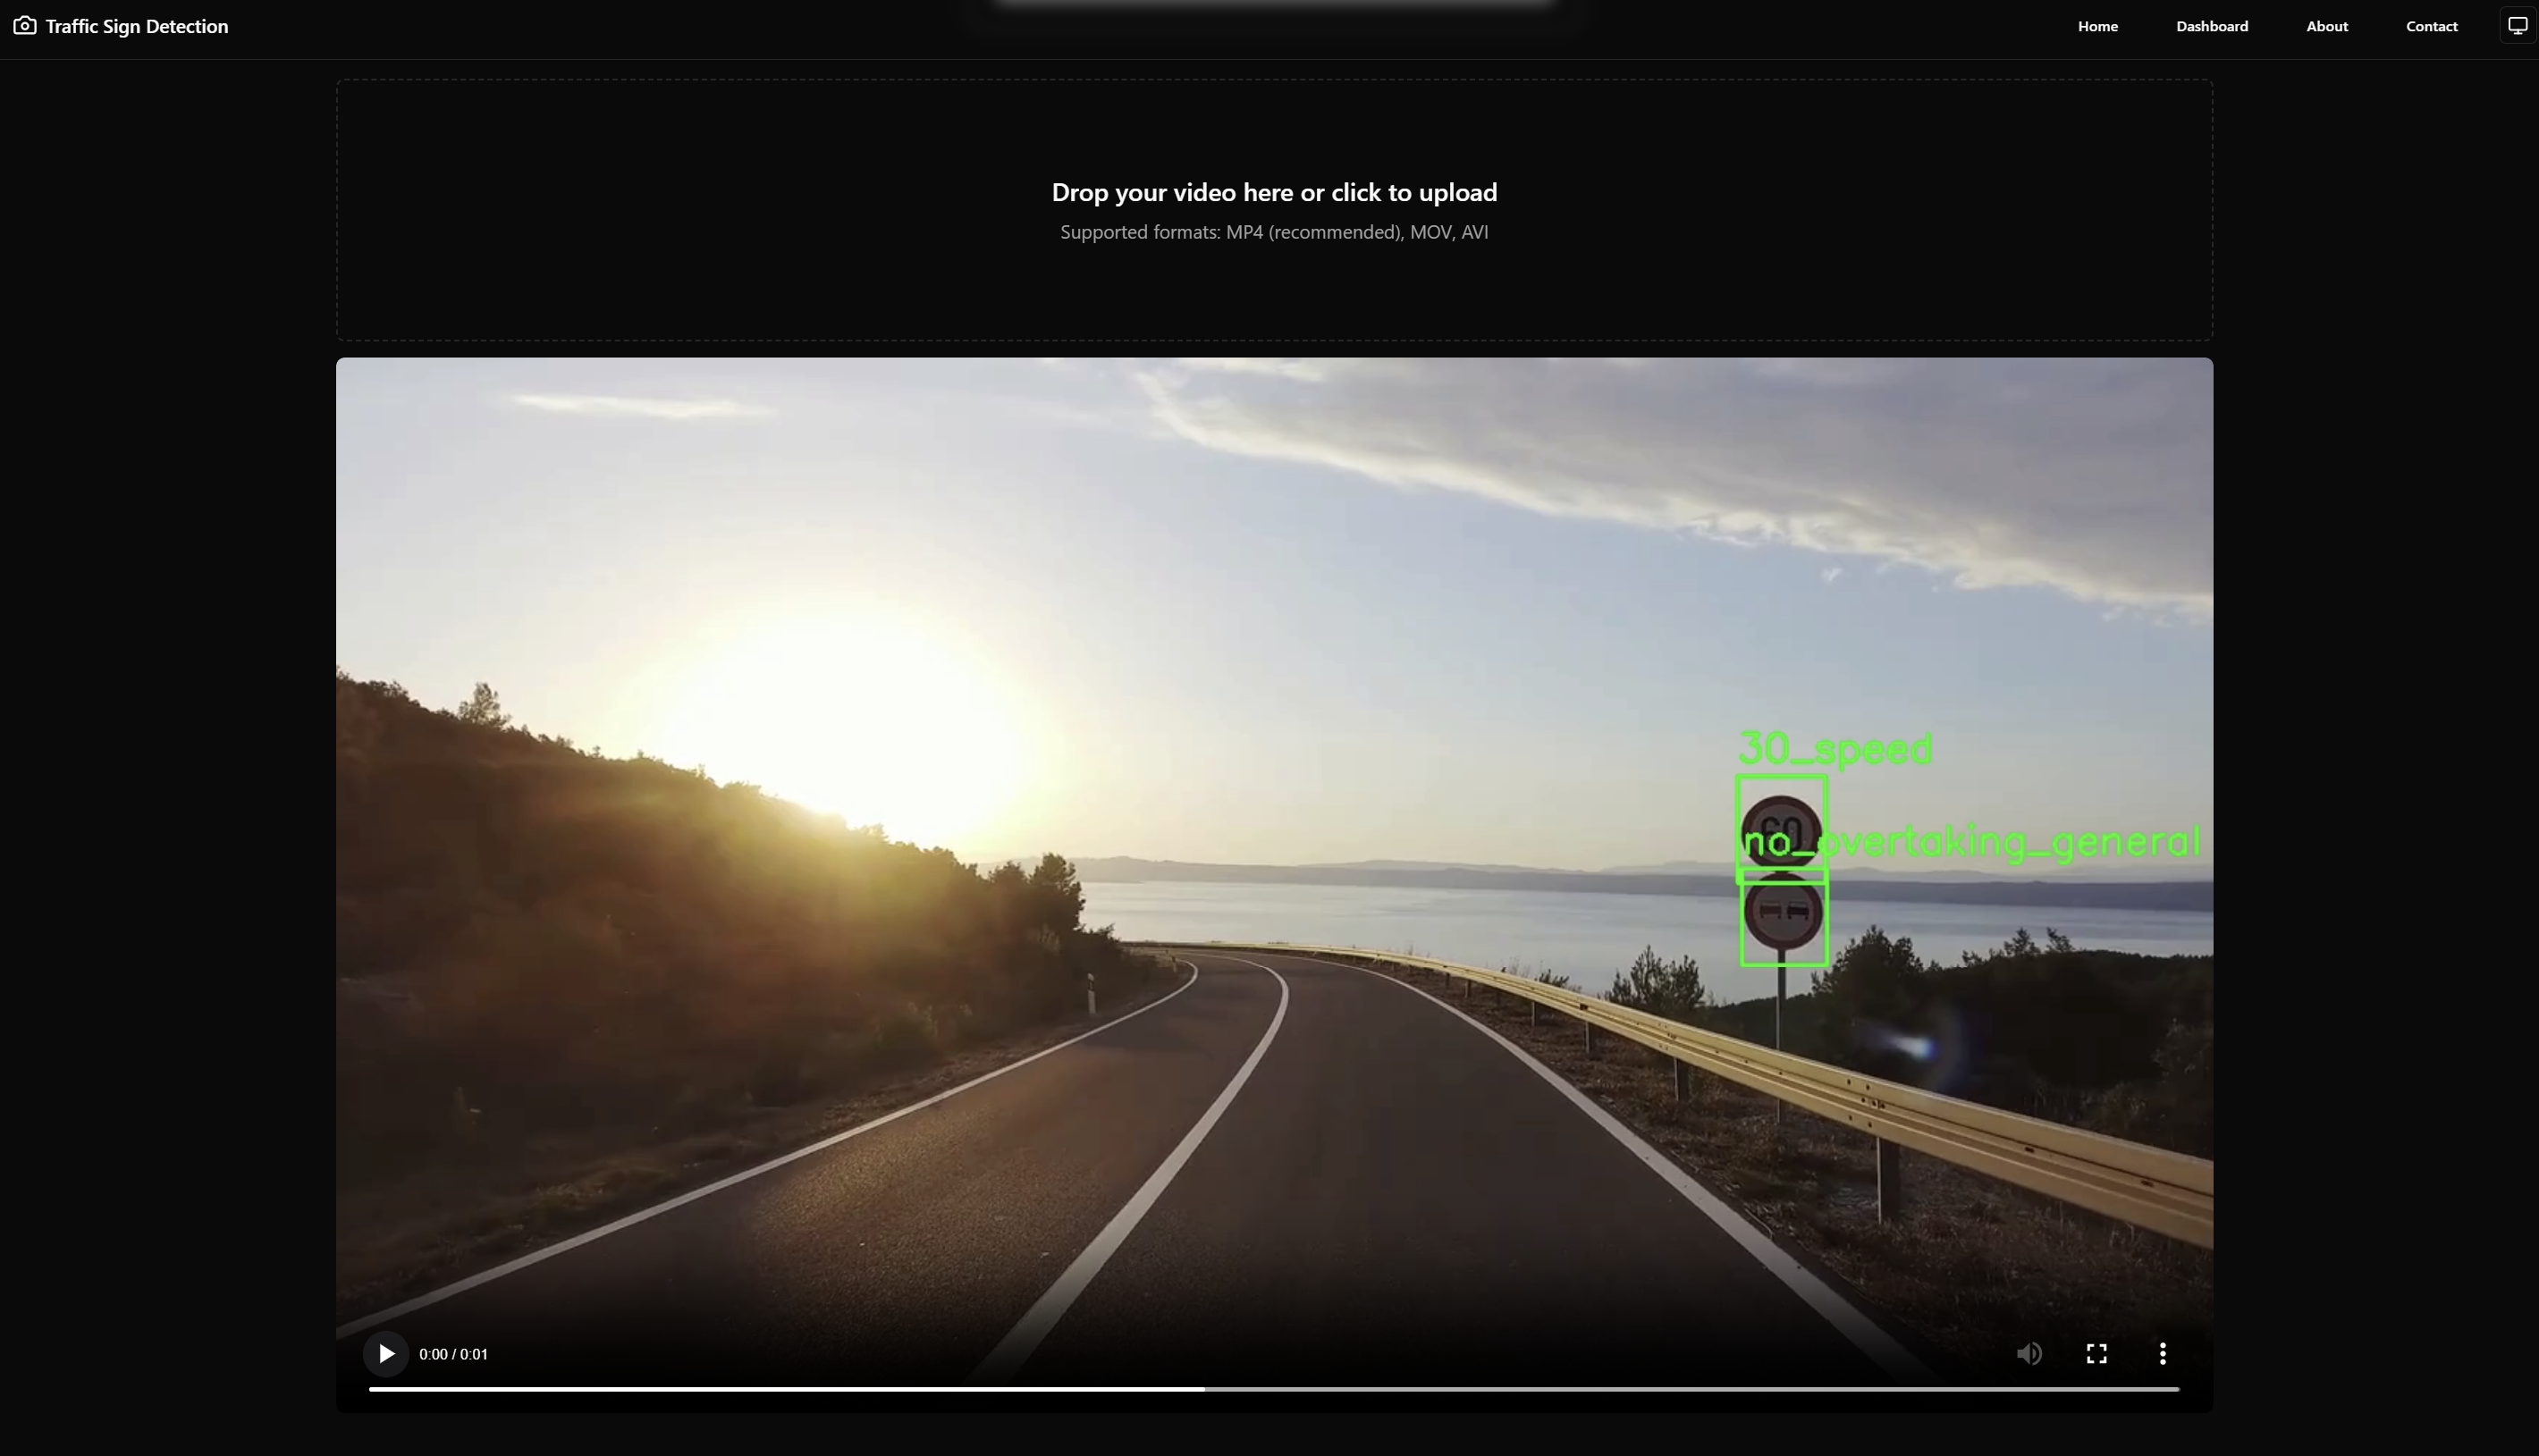 Traffic Sign Detection
Home Dashboard About Contact
Drop your video here or click to upload
Supported formats: MP4 (recommended), MOV, AVI
30_speed
60
no_overtaking_general
0:00 / 0:01